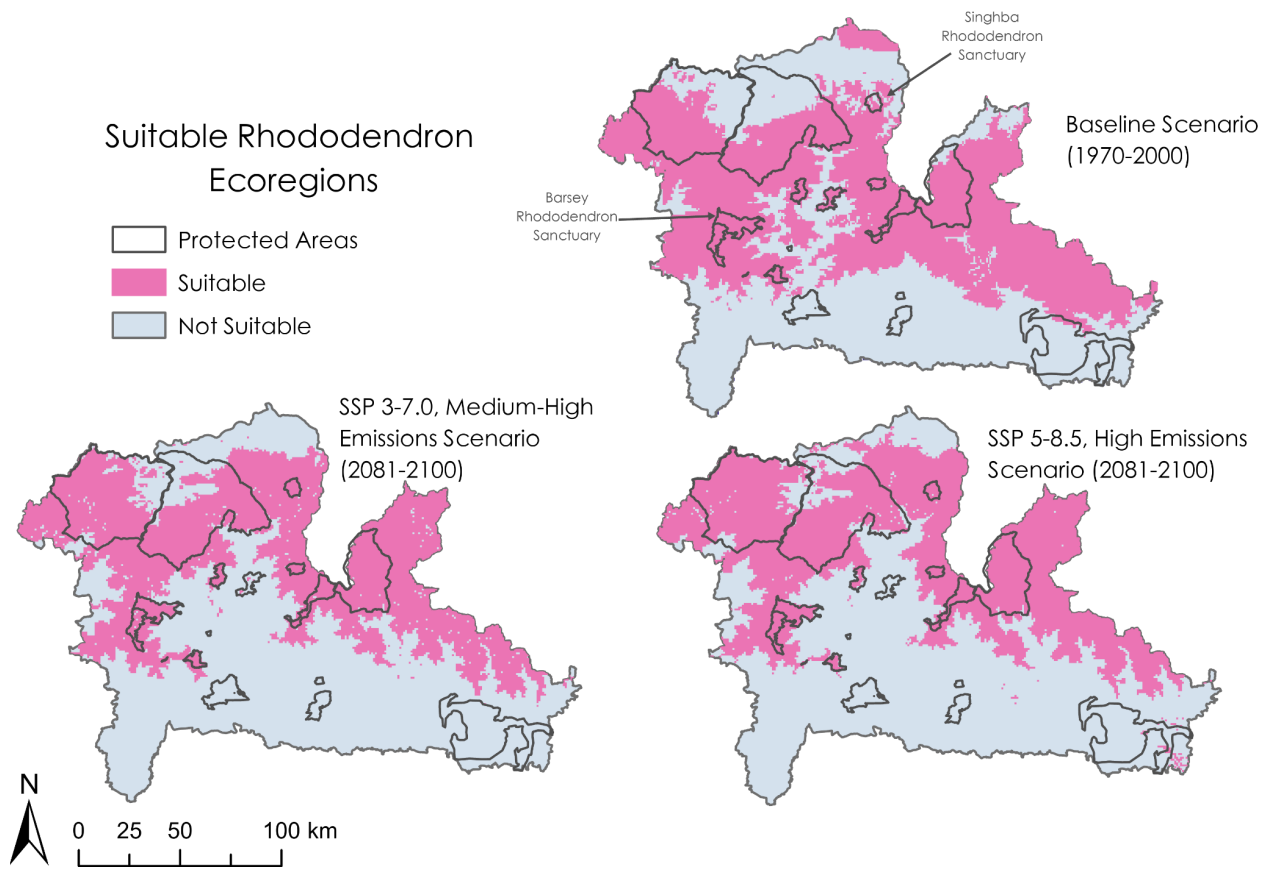 Singhba
Rhododendron
Sanctuary
Suitable Rhododendron
Ecoregions
Baseline Scenario
(1970-2000)
Barsey
Rhododendron
Sanctuary
Protected Areas
Suitable
Not Suitable
SSP 3-7.0, Medium-High
Emissions Scenario
(2081-2100)
SSP 5-8.5, High Emissions
Scenario (2081-2100)
N
0 25 50 100 km